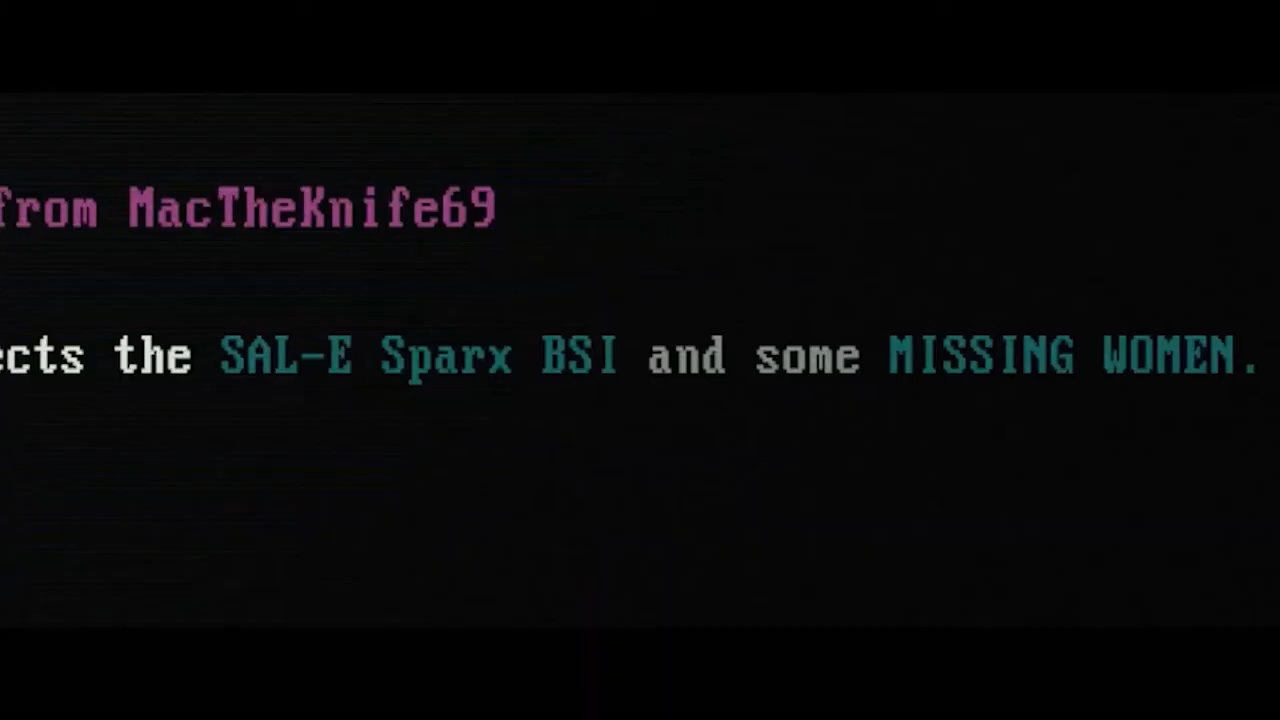 from MacTheKnife69
ects the SAL-E Sparx BSI and some MISSING WOMEN.